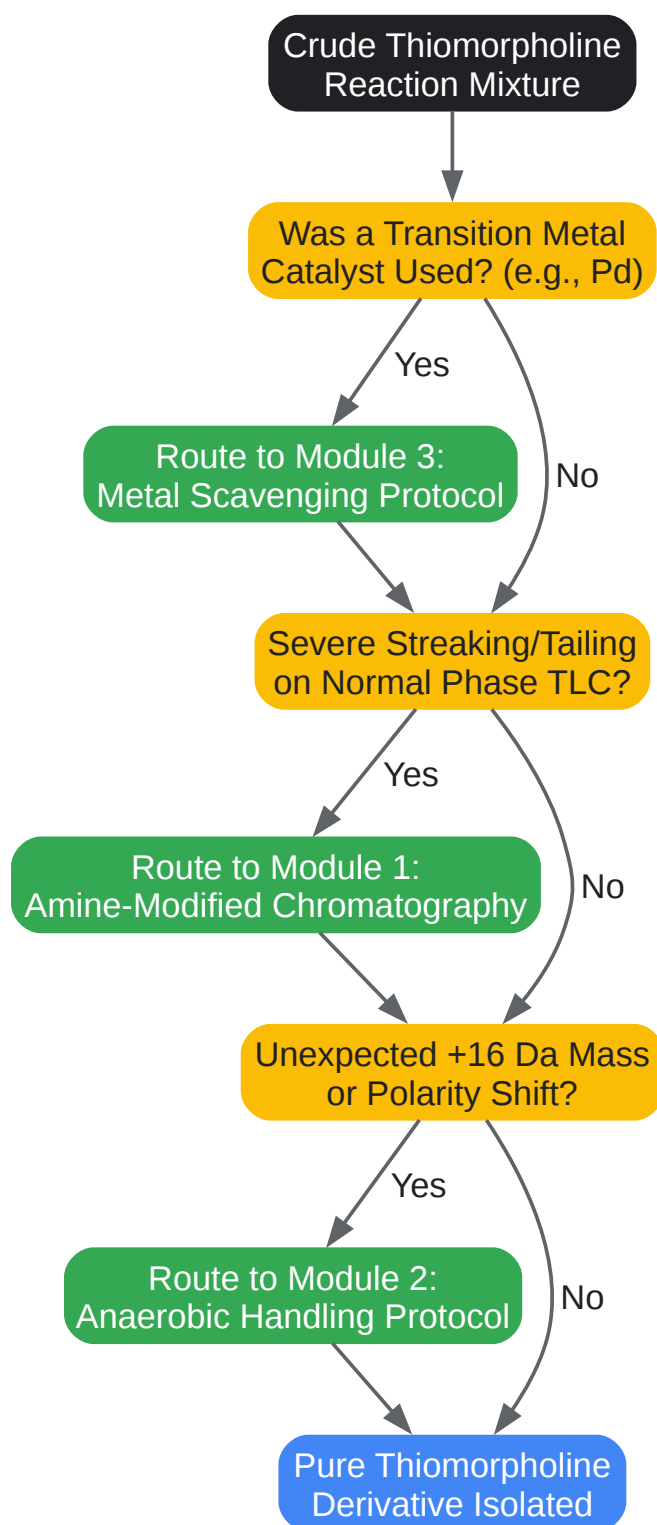 Crude Thiomorpholine
Reaction Mixture
Was a Transition Metal
Catalyst Used? (e.g., Pd)
Yes
Route to Module 3:
Metal Scavenging Protocol
No
Severe Streaking/Tailing
on Normal Phase TLC?
Yes
Route to Module 1:
Amine-Modified Chromatography
No
Unexpected +16 Da Mass
or Polarity Shift?
Yes
Route to Module 2:
Anaerobic Handling Protocol
No
Pure Thiomorpholine
Derivative Isolated